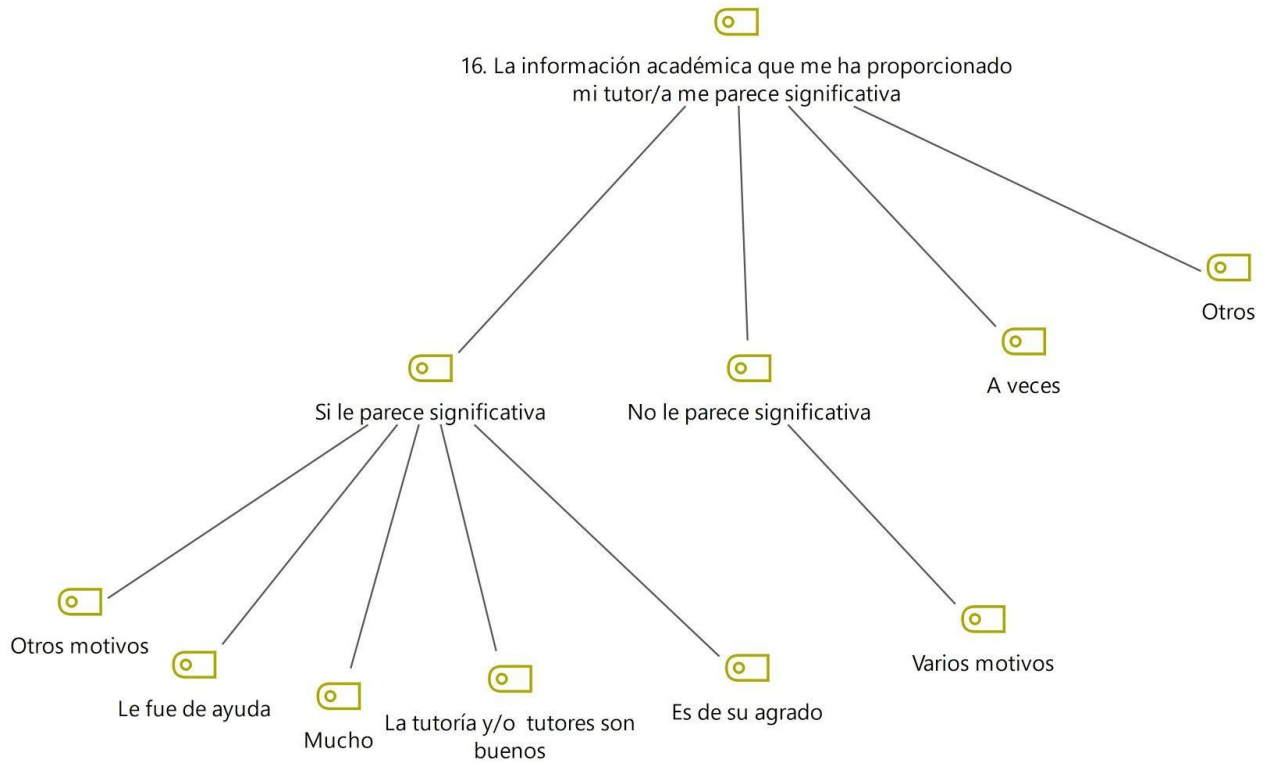 16. La información académica que me ha proporcionado
mi tutor/a me parece significativa
Otros
A veces
Si le parece significativa
No le parece significativa
Otros motivos
Le fue de ayuda
Mucho
La tutoría y/o  tutores son
buenos
Es de su agrado
Varios motivos